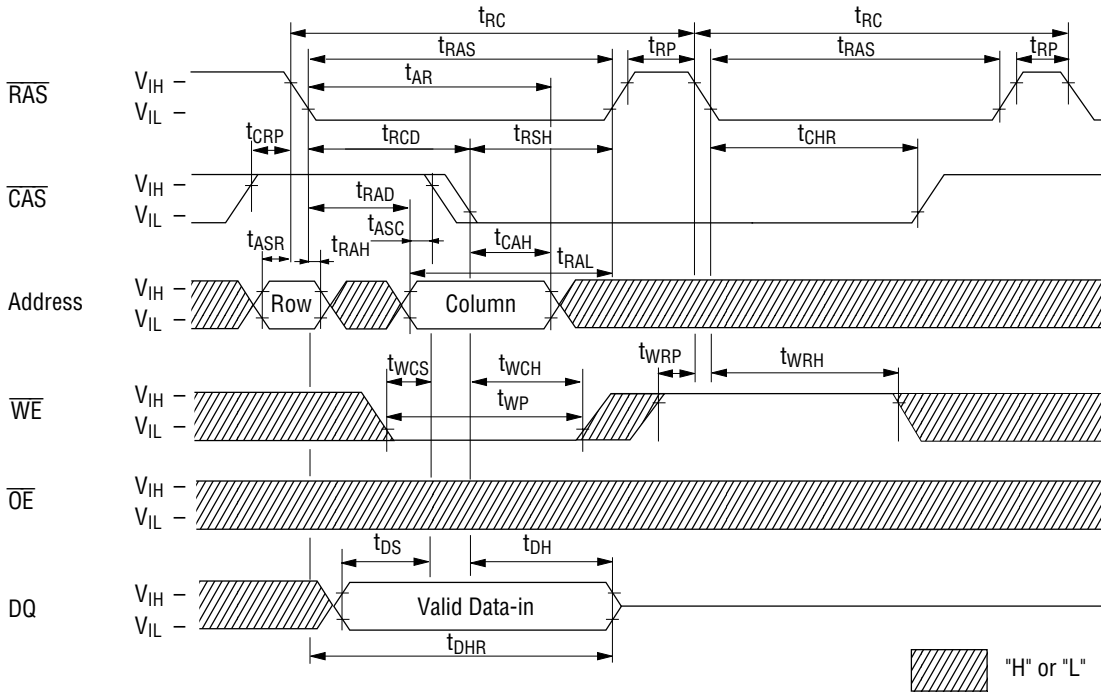 tRC tRC
tRAS tRP tRAS tRP
tAR
RAS VIH –
VIL –
tCRP tRCD tRSH tCHR
CAS VIH –
VIL –
tRAD
tASC
tASR tRAH tCAH
tRAL
Address VIH –
VIL –
Row Column
tWCS tWCH tWRP tWRH
tWP
WE VIH –
VIL –
OE VIH –
VIL –
tDS tDH
DQ VIH –
VIL –
Valid Data-in
tDHR
"H" or "L"